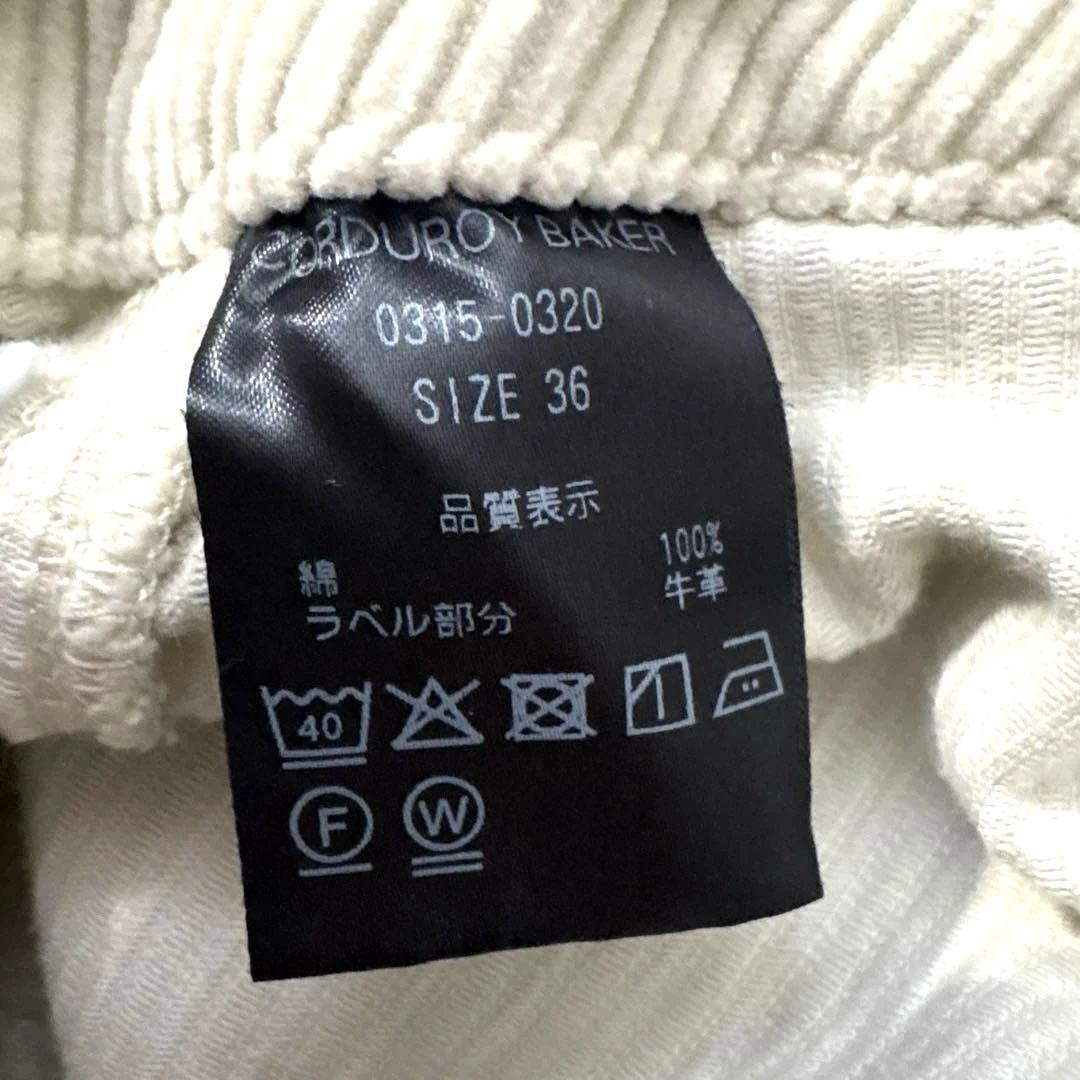 CORDUROY BAKER
0315-0320
SIZE 36
品質表示
綿 100%
ラベル部分 牛革
40
F W